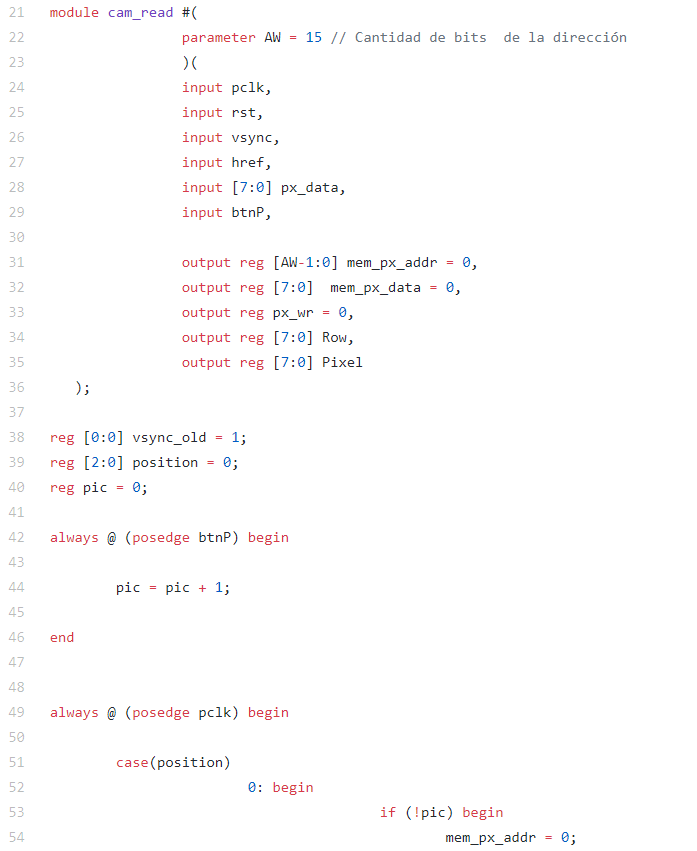 21 module cam_read #(
22 parameter AW = 15 // Cantidad de bits  de la dirección
23 )(
24 input pclk,
25 input rst,
26 input vsync,
27 input href,
28 input [7:0] px_data,
29 input btnP,
30
31 output reg [AW-1:0] mem_px_addr = 0,
32 output reg [7:0]  mem_px_data = 0,
33 output reg px_wr = 0,
34 output reg [7:0] Row,
35 output reg [7:0] Pixel
36 );
37
38 reg [0:0] vsync_old = 1;
39 reg [2:0] position = 0;
40 reg pic = 0;
41
42 always @ (posedge btnP) begin
43
44 pic = pic + 1;
45
46 end
47
48
49 always @ (posedge pclk) begin
50
51 case(position)
52 0: begin
53 if (!pic) begin
54 mem_px_addr = 0;